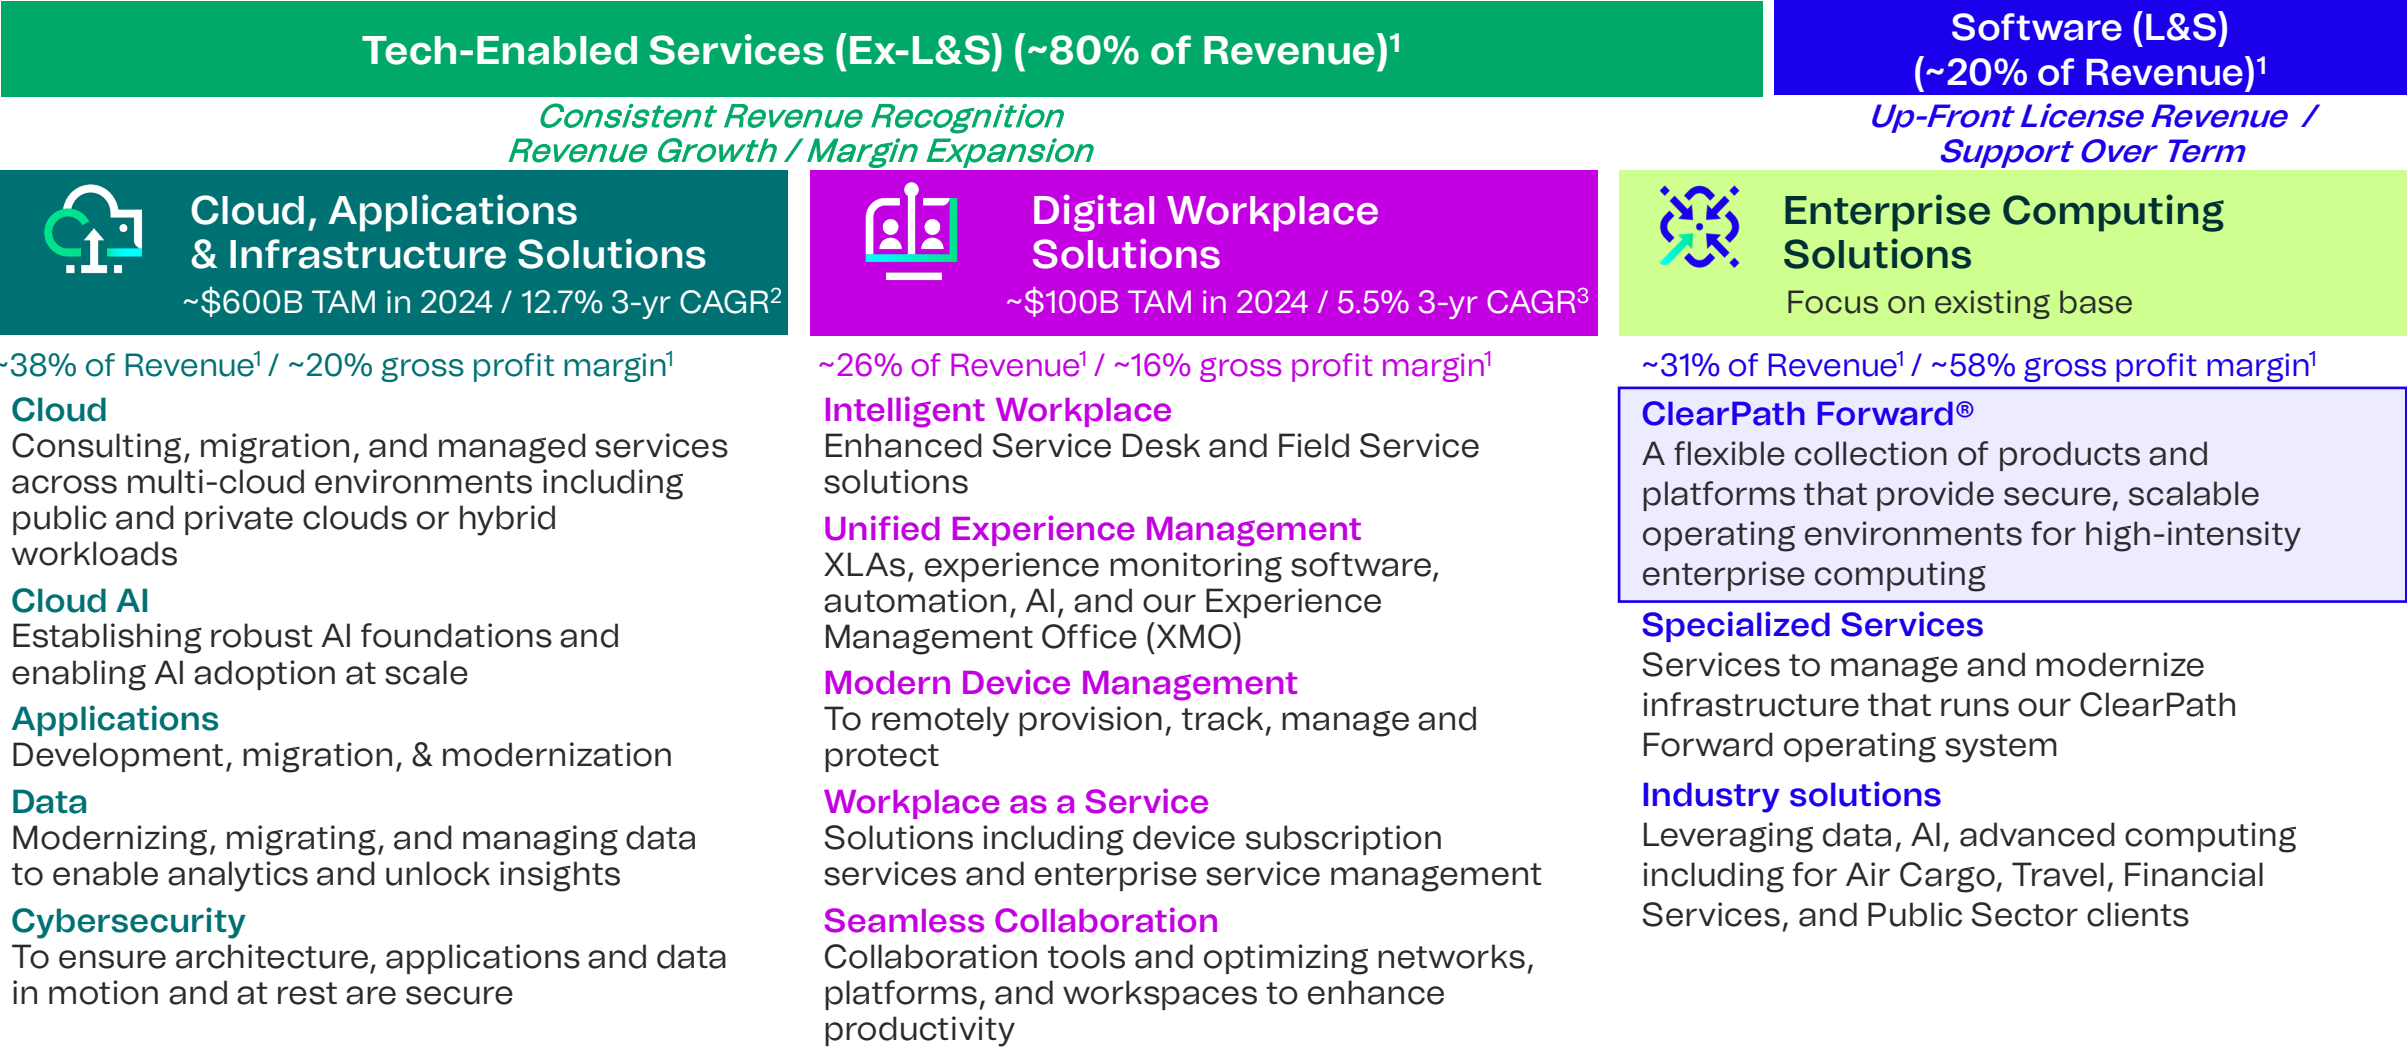 Tech-Enabled Services (Ex-L&S) (~80% of Revenue)¹
Consistent Revenue Recognition
Revenue Growth / Margin Expansion
Software (L&S)
(~20% of Revenue)¹
Up-Front License Revenue /
Support Over Term
Cloud, Applications
& Infrastructure Solutions
~$600B TAM in 2024 / 12.7% 3-yr CAGR²
~38% of Revenue¹ / ~20% gross profit margin¹
Cloud
Consulting, migration, and managed services
across multi-cloud environments including
public and private clouds or hybrid
workloads
Cloud AI
Establishing robust AI foundations and
enabling AI adoption at scale
Applications
Development, migration, & modernization
Data
Modernizing, migrating, and managing data
to enable analytics and unlock insights
Cybersecurity
To ensure architecture, applications and data
in motion and at rest are secure
Digital Workplace
Solutions
~$100B TAM in 2024 / 5.5% 3-yr CAGR³
~26% of Revenue¹ / ~16% gross profit margin¹
Intelligent Workplace
Enhanced Service Desk and Field Service
solutions
Unified Experience Management
XLAs, experience monitoring software,
automation, AI, and our Experience
Management Office (XMO)
Modern Device Management
To remotely provision, track, manage and
protect
Workplace as a Service
Solutions including device subscription
services and enterprise service management
Seamless Collaboration
Collaboration tools and optimizing networks,
platforms, and workspaces to enhance
productivity
Enterprise Computing
Solutions
Focus on existing base
~31% of Revenue¹ / ~58% gross profit margin¹
ClearPath Forward®
A flexible collection of products and
platforms that provide secure, scalable
operating environments for high-intensity
enterprise computing
Specialized Services
Services to manage and modernize
infrastructure that runs our ClearPath
Forward operating system
Industry solutions
Leveraging data, AI, advanced computing
including for Air Cargo, Travel, Financial
Services, and Public Sector clients